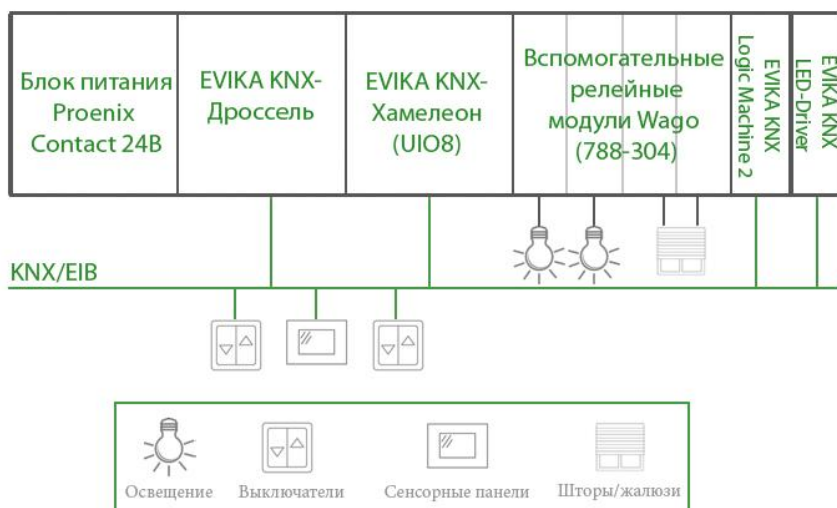 Блок питания
Proenix
Contact 24В
EVIKA KNX-
Дроссель
EVIKA KNX-
Хамелеон
(UIO8)
Вспомогательные
релейные
модули Wago
(788-304)
EVIKA KNX
Logic Machine 2
EVIKA KNX
LED-Driver
KNX/EIB
Освещение
Выключатели
Сенсорные панели
Шторы/жалюзи